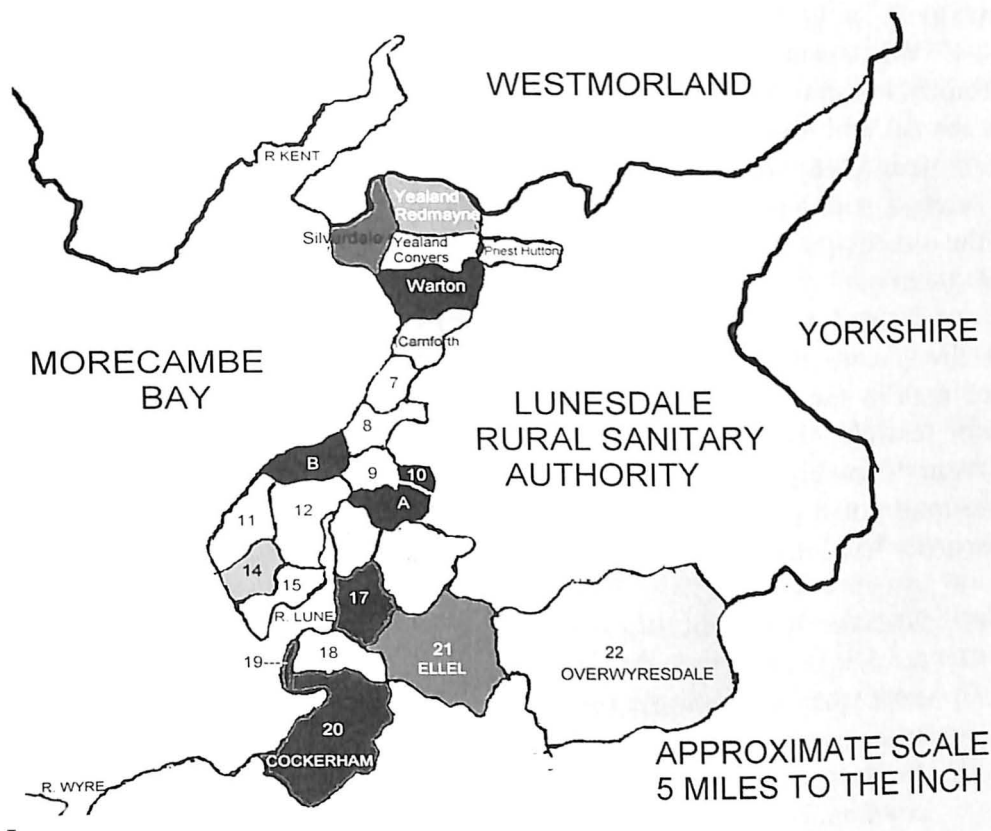 WESTMORLAND
R KENT
Yealand
Redmayne
Silvardalo
Yealand
Conyers
Priest Hutton
Warton
Carnforth
YORKSHIRE
MORECAMBE
BAY
7
LUNESDALE
RURAL SANITARY
AUTHORITY
8
B
9
10
A
11
12
14
15
17
R. LUNE
18
19---
21
ELLEL
22
OVERWYRESDALE
20
COCKERHAM
APPROXIMATE SCALE
5 MILES TO THE INCH
R. WYRE